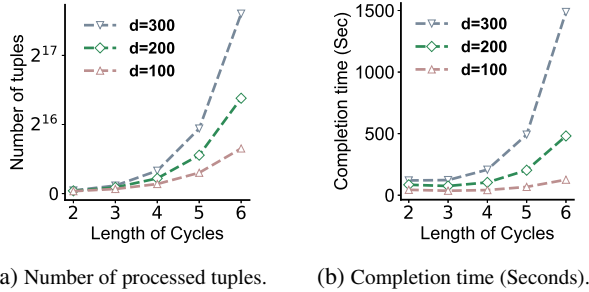 Number of tuples
2^17
2^16
0
d=300
d=200
d=100
2 3 4 5 6
Length of Cycles
a) Number of processed tuples.
Completion time (Sec)
1500
1000
500
0
d=300
d=200
d=100
2 3 4 5 6
Length of Cycles
(b) Completion time (Seconds).